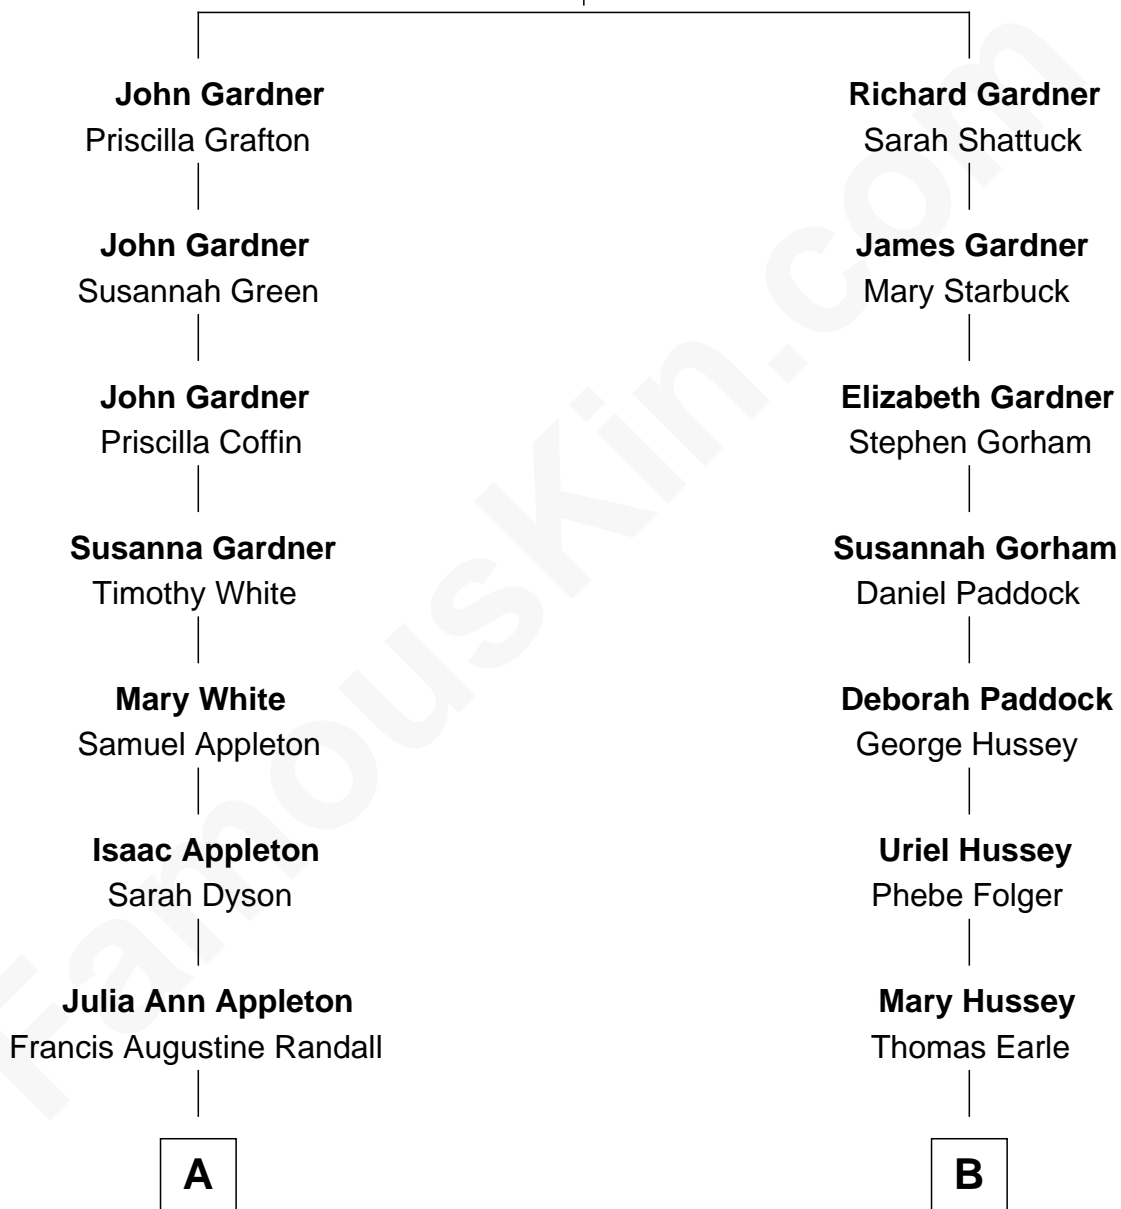 John Gardner
Priscilla Grafton
John Gardner
Susannah Green
John Gardner
Priscilla Coffin
Susanna Gardner
Timothy White
Mary White
Samuel Appleton
Isaac Appleton
Sarah Dyson
Julia Ann Appleton
Francis Augustine Randall
A
Richard Gardner
Sarah Shattuck
James Gardner
Mary Starbuck
Elizabeth Gardner
Stephen Gorham
Susannah Gorham
Daniel Paddock
Deborah Paddock
George Hussey
Uriel Hussey
Phebe Folger
Mary Hussey
Thomas Earle
B
FamousKin.com